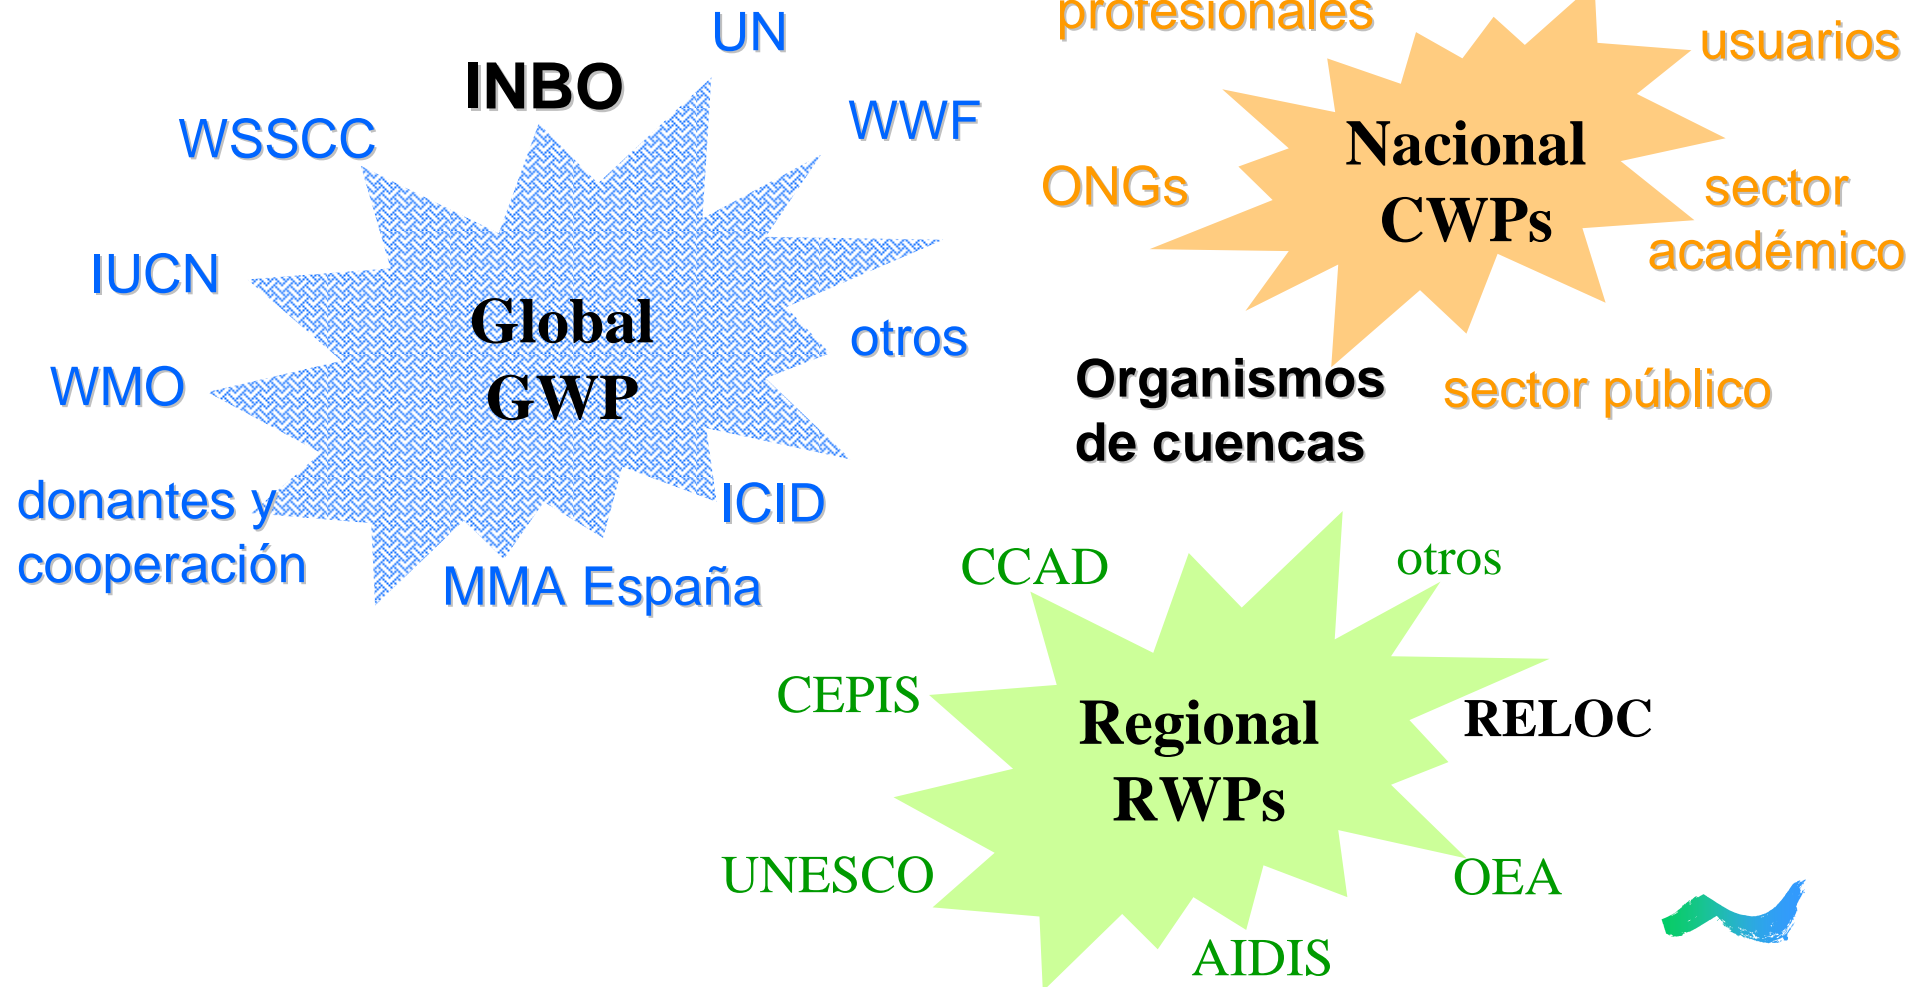 profesionales
UN
usuarios
INBO
WWF
WSSCC
Nacional
CWPs
ONGs
sector
académico
IUCN
Global
GWP
otros
WMO
Organismos
de cuencas
sector público
donantes y
cooperación
ICID
MMA España
CCAD
otros
CEPIS
Regional
RWPs
RELOC
UNESCO
OEA
AIDIS